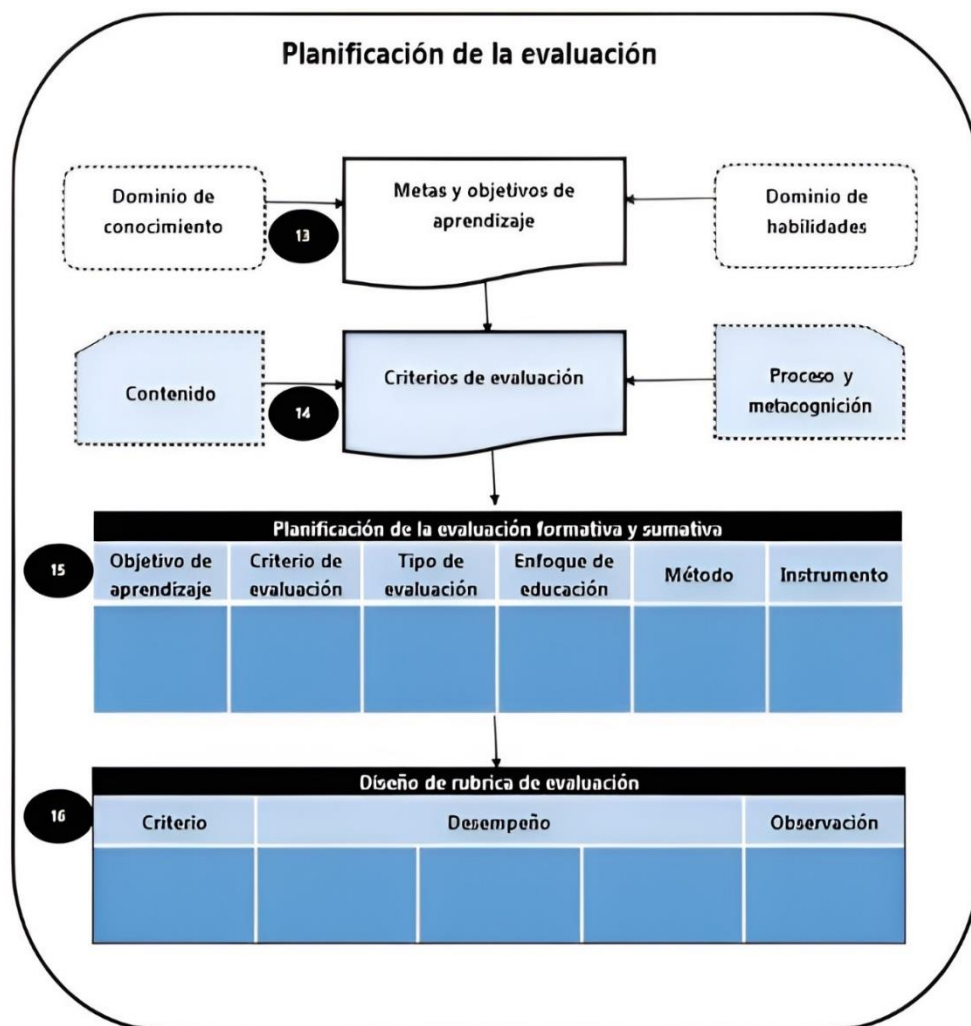 Planificación de la evaluación
Dominio de
conocimiento
13
Metas y objetivos de
aprendizaje
Dominio de
habilidades
Contenido
14
Criterios de evaluación
Proceso y
metacognición
Planificación de la evaluación formativa y sumativa
15
Objetivo de
aprendizaje
Criterio de
evaluación
Tipo de
evaluación
Enfoque de
educación
Método
Instrumento
Diseño de rubrica de evaluación
16
Criterio
Desempeño
Observación